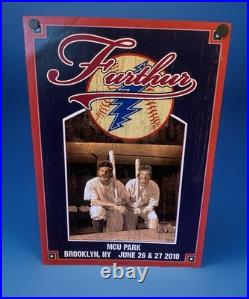 Furthur
MCU PARK
BROOKLYN, NY JUNE 26 & 27 2010